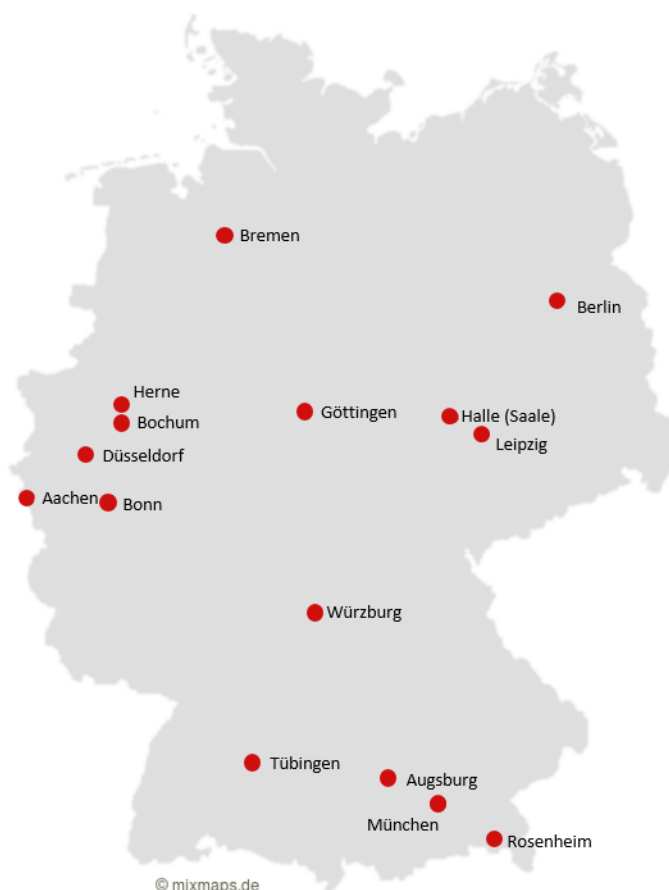 Bremen
Berlin
Herne
Göttingen
Halle (Saale)
Bochum
Leipzig
Düsseldorf
Aachen
Bonn
Würzburg
Tübingen
Augsburg
München
Rosenheim
© mixmaps.de